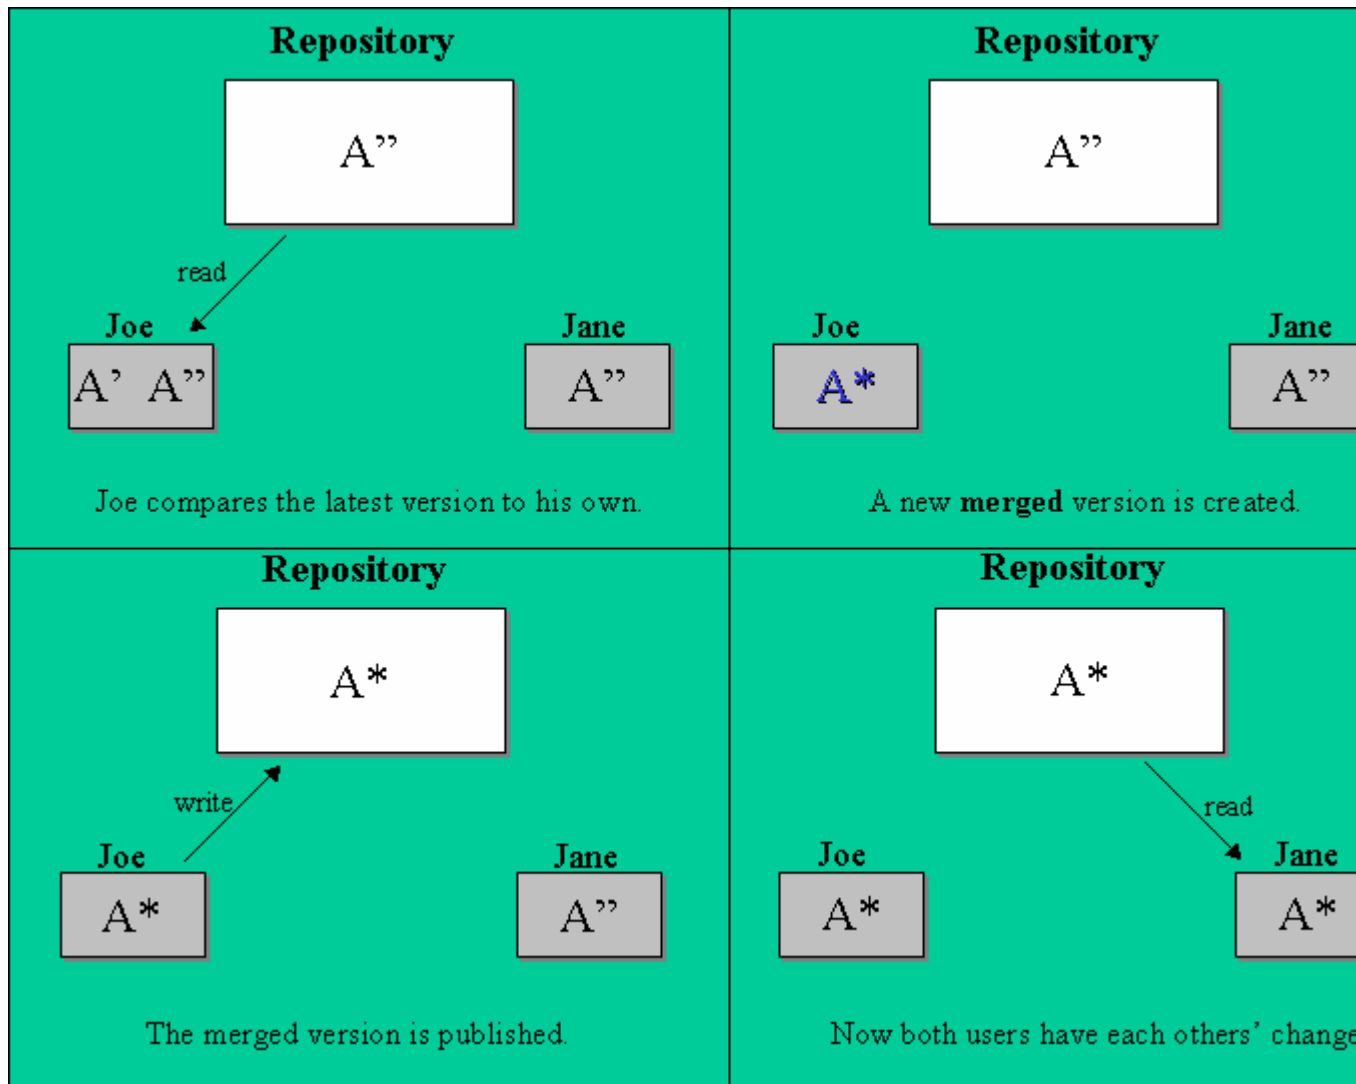 Repository
A”
read
Joe
Jane
A’ A”
A”
Joe compares the latest version to his own.
Repository
A”
Joe
Jane
A*
A”
A new merged version is created.
Repository
A*
write
Joe
Jane
A*
A”
The merged version is published.
Repository
A*
read
Joe
Jane
A*
A*
Now both users have each others’ change